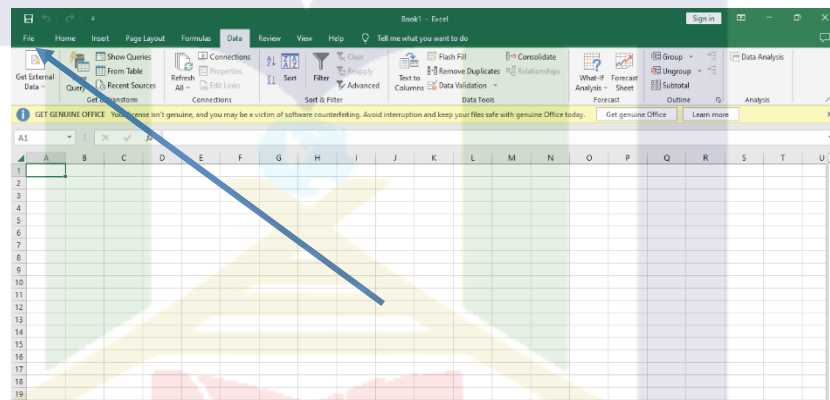 Book1 - Excel
Sign in
File Home Insert Page Layout Formulas Data Review View Help Tell me what you want to do
Show Queries Connections Clear Flash Fill Consolidate Group
From Table Properties Reapply Remove Duplicates Relationships Ungroup Data Analysis
Get External Data Query Recent Sources Refresh All Edit Links Sort Filter Advanced Text to Columns Data Validation What-If Analysis Forecast Sheet Subtotal
Get & Transform Connections Sort & Filter Data Tools Forecast Outline Analysis
GET GENUINE OFFICE Your license isn't genuine, and you may be a victim of software counterfeiting. Avoid interruption and keep your files safe with genuine Office today. Get genuine Office Learn more
A1 fx
A B C D E F G H I J K L M N O P Q R S T U
1
2
3
4
5
6
7
8
9
10
11
12
13
14
15
16
17
18
19